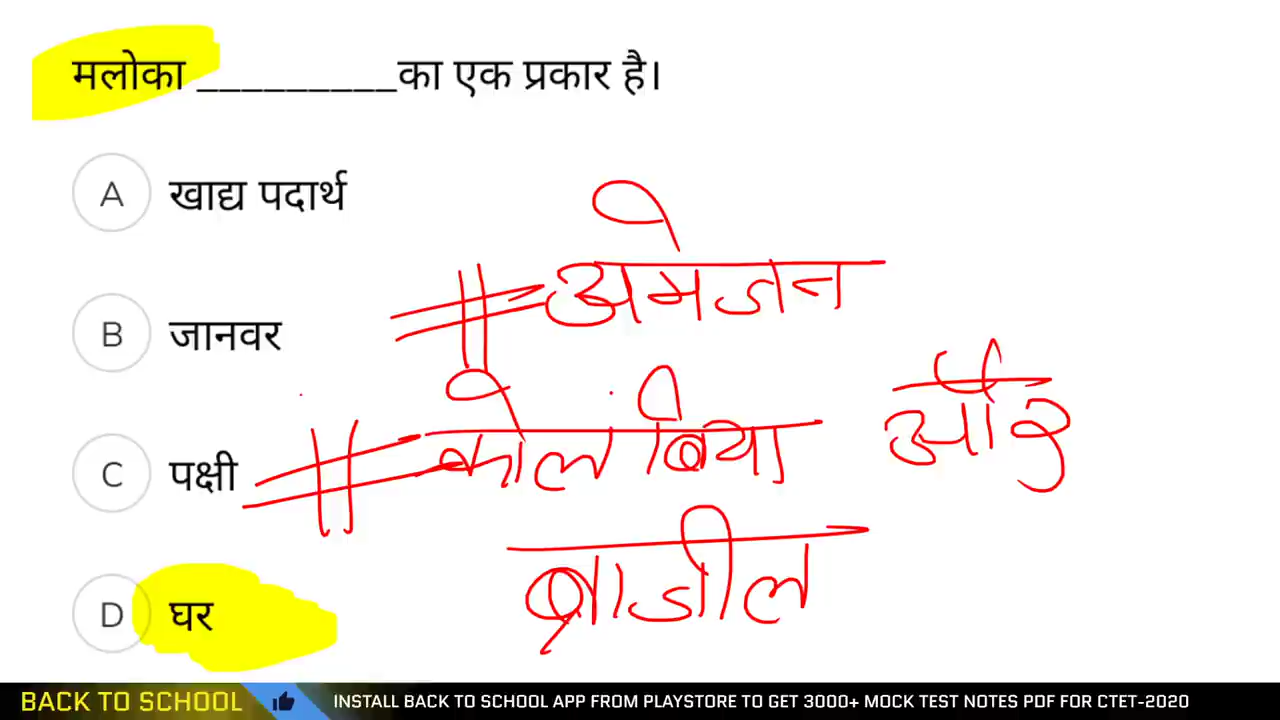 मलोका _________का एक प्रकार है।
A खाद्य पदार्थ
अमेजन
B जानवर
कोलंबिया और
C पक्षी
ब्राजील
D घर
BACK TO SCHOOL INSTALL BACK TO SCHOOL APP FROM PLAYSTORE TO GET 3000+ MOCK TEST NOTES PDF FOR CTET-2020